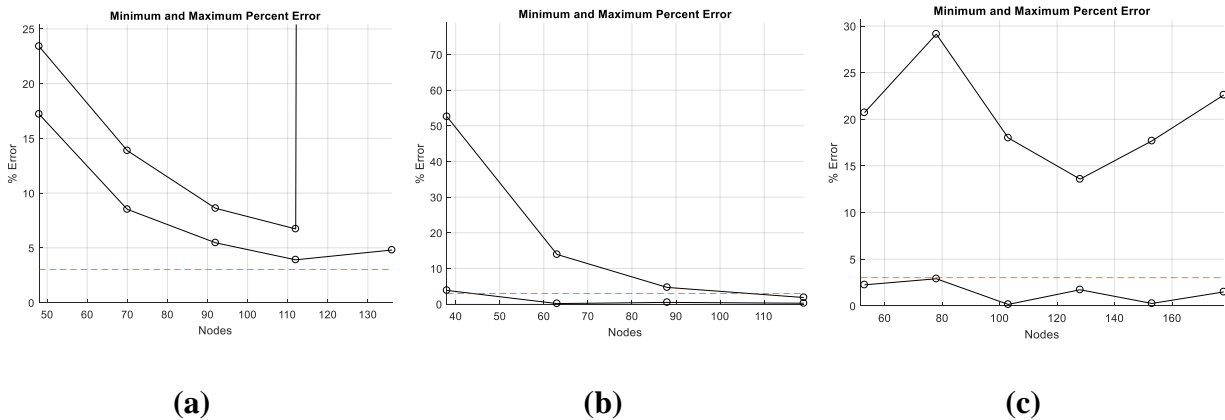 Minimum and Maximum Percent Error
25
20
15
10
5
0
% Error
50 60 70 80 90 100 110 120 130
Nodes
(a)
Minimum and Maximum Percent Error
70
60
50
40
30
20
10
0
% Error
40 50 60 70 80 90 100 110
Nodes
(b)
Minimum and Maximum Percent Error
30
25
20
15
10
5
0
% Error
60 80 100 120 140 160
Nodes
(c)